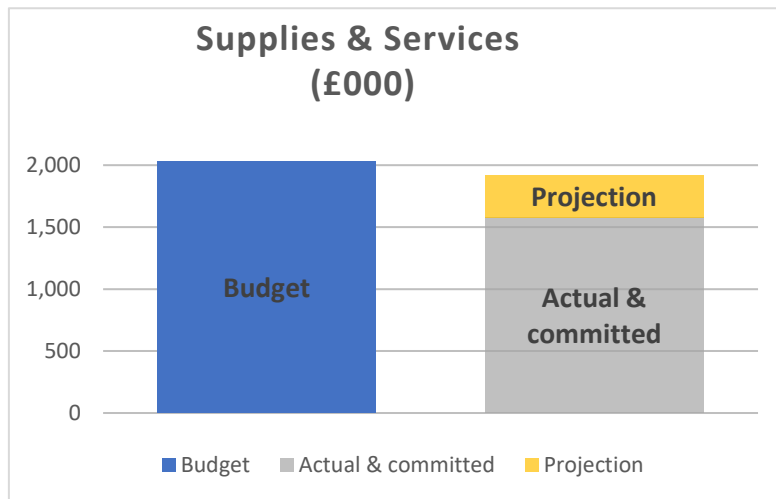 Supplies & Services
(£000)
2,000
1,500
1,000
500
0
Budget
Projection
Actual &
committed
Budget
Actual & committed
Projection